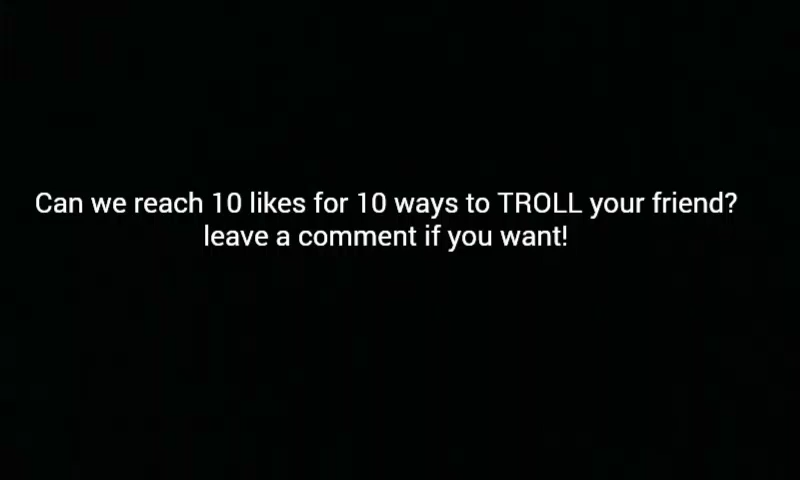 Can we reach 10 likes for 10 ways to TROLL your friend?
leave a comment if you want!